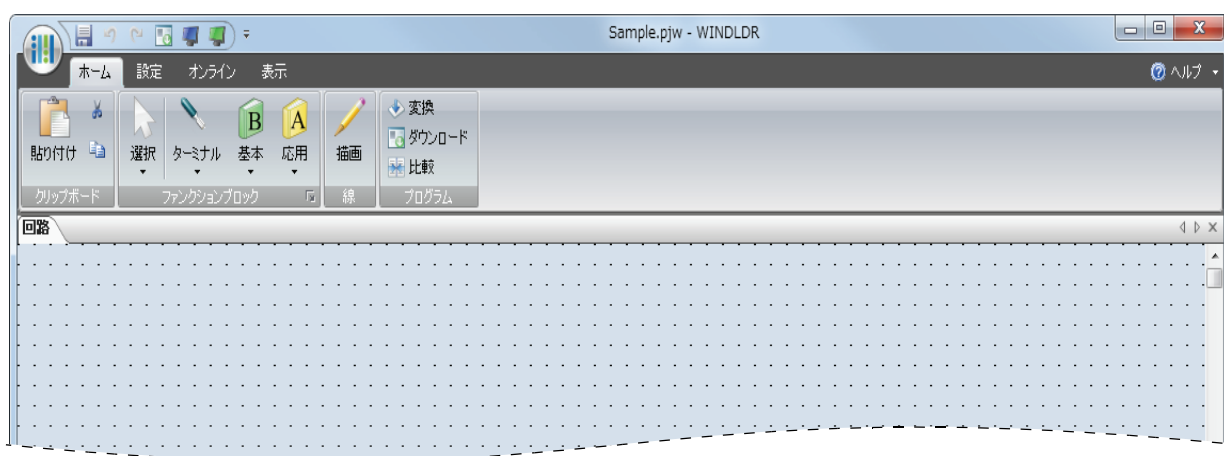 Sample.pjw - WINDLDR
ホーム 設定 オンライン 表示 ヘルプ
貼り付け 選択 ターミナル 基本 応用 描画 変換
ダウンロード
比較
クリップボード ファンクションブロック 線 プログラム
回路